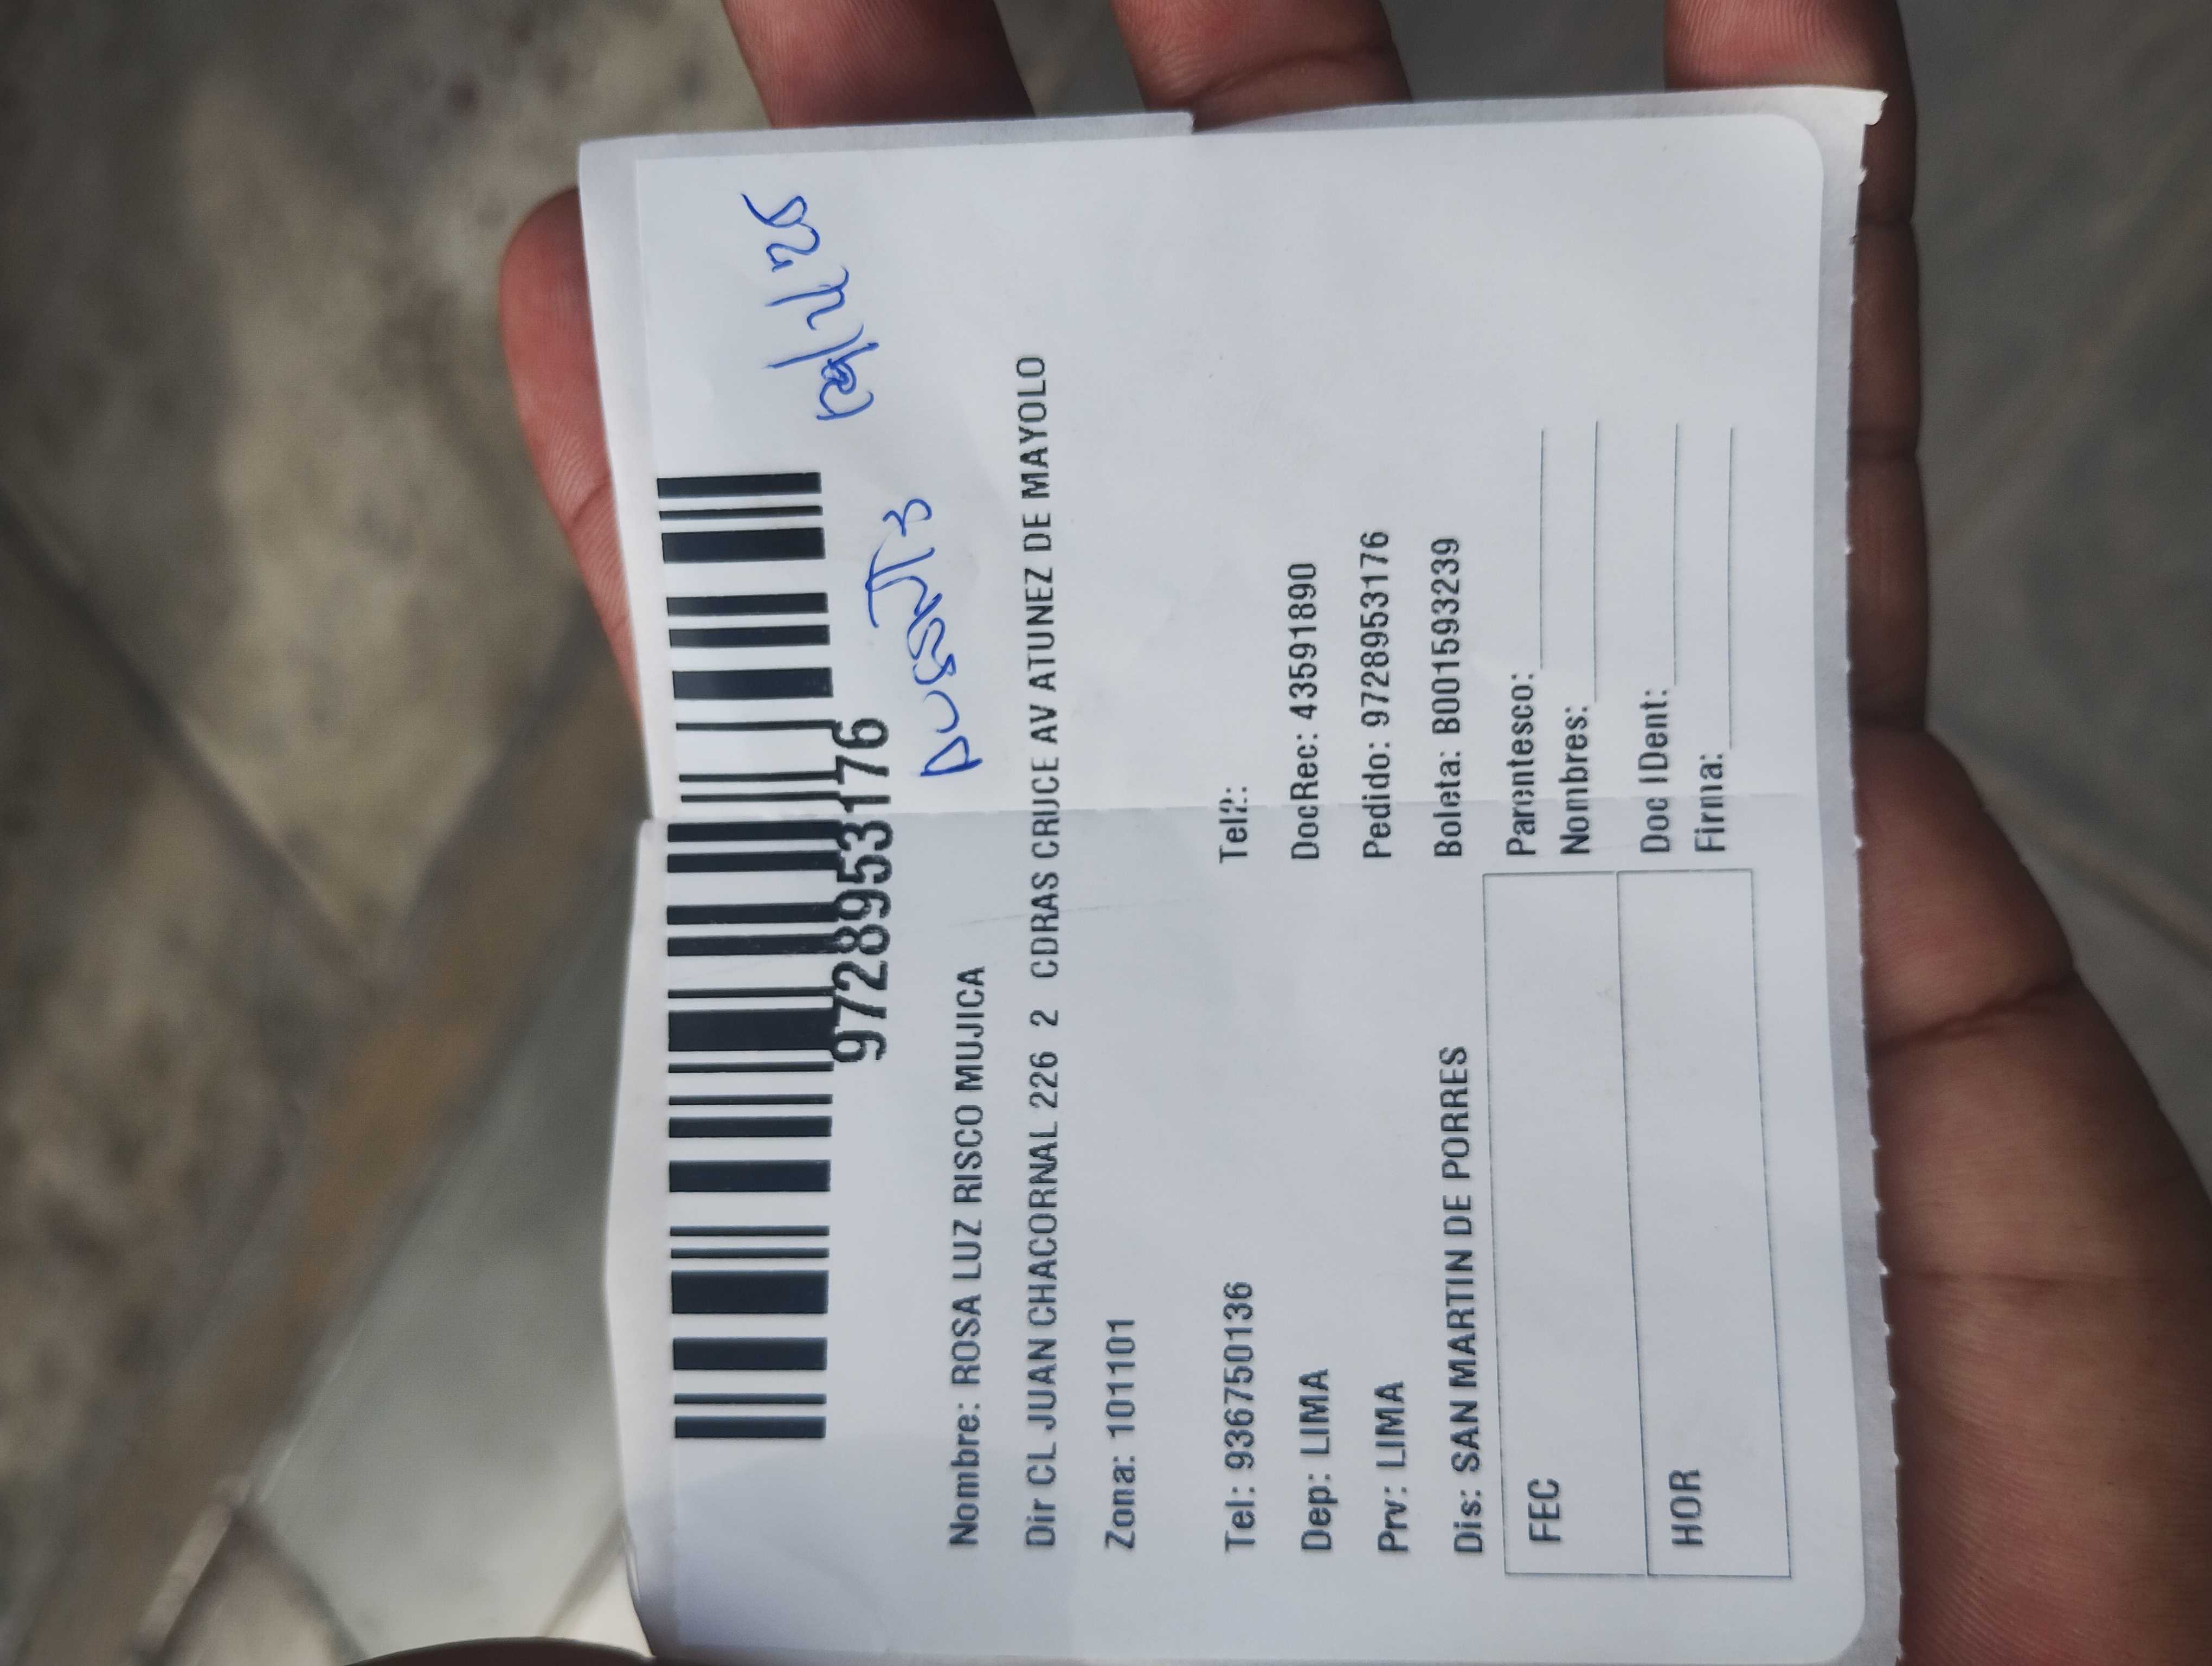 9728953176
AUSENTE
Nombre: ROSA LUZ RISCO MUJICA
Dir CL JUAN CHACORNAL 226 2 CDRAS CRUCE AV ATUNEZ DE MAYOLO
Zona: 101101
Tel: 936750136 Tel2:
Dep: LIMA DocRec: 43591890
Prv: LIMA Pedido: 9728953176
Dis: SAN MARTIN DE PORRES Boleta: B001593239
FEC Parentesco:
Nombres:
HOR Doc IDent:
Firma: